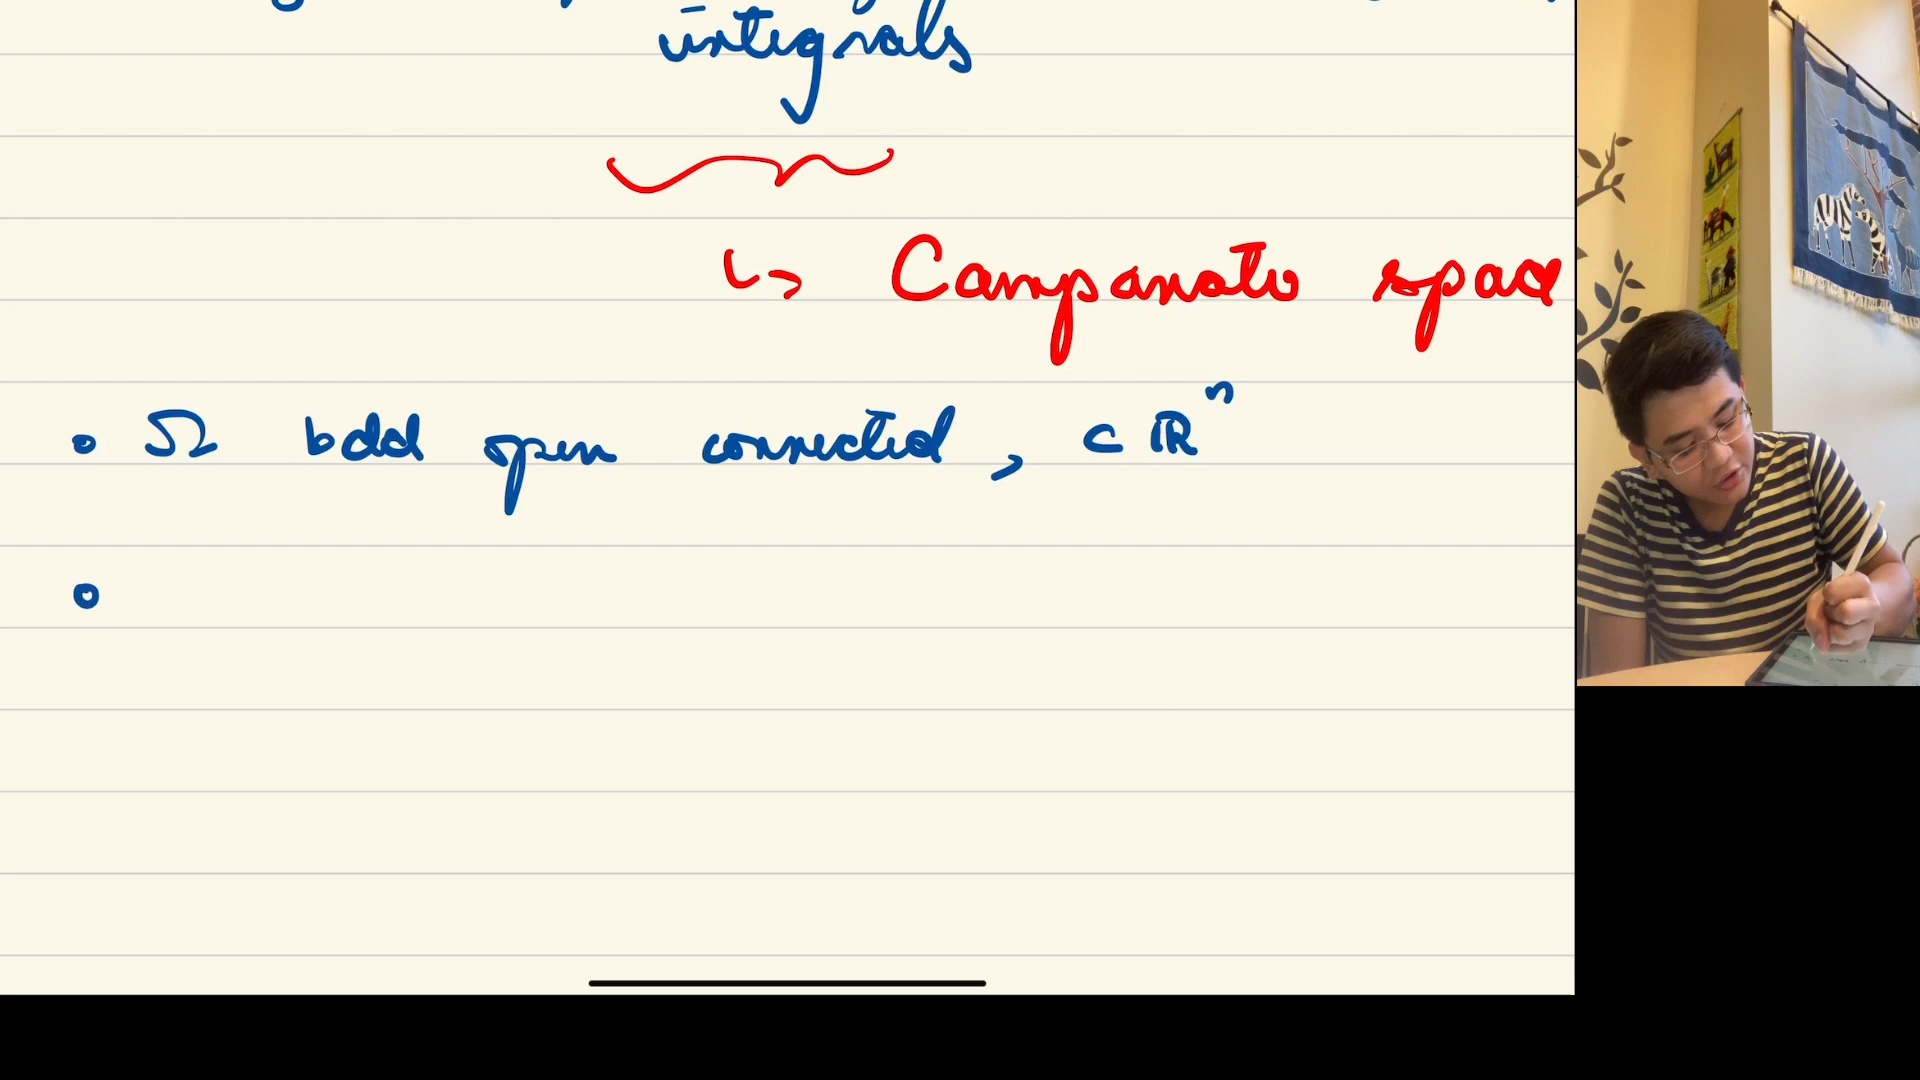 integrals
↳ Campanato space
• Ω bdd open connected, ⊂ ℝⁿ
•